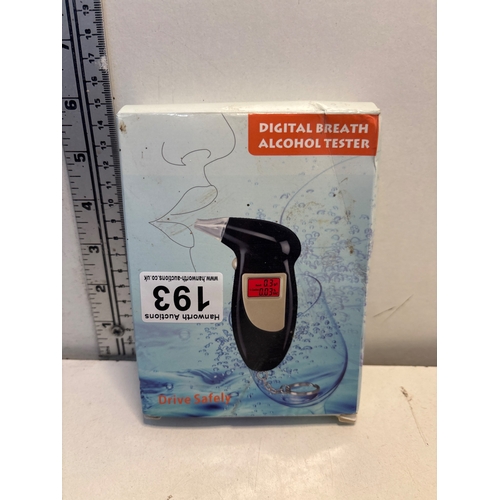 DIGITAL BREATH
ALCOHOL TESTER
193
Hanworth Auctions
www.hanworth-auctions.co.uk
Drive Safely